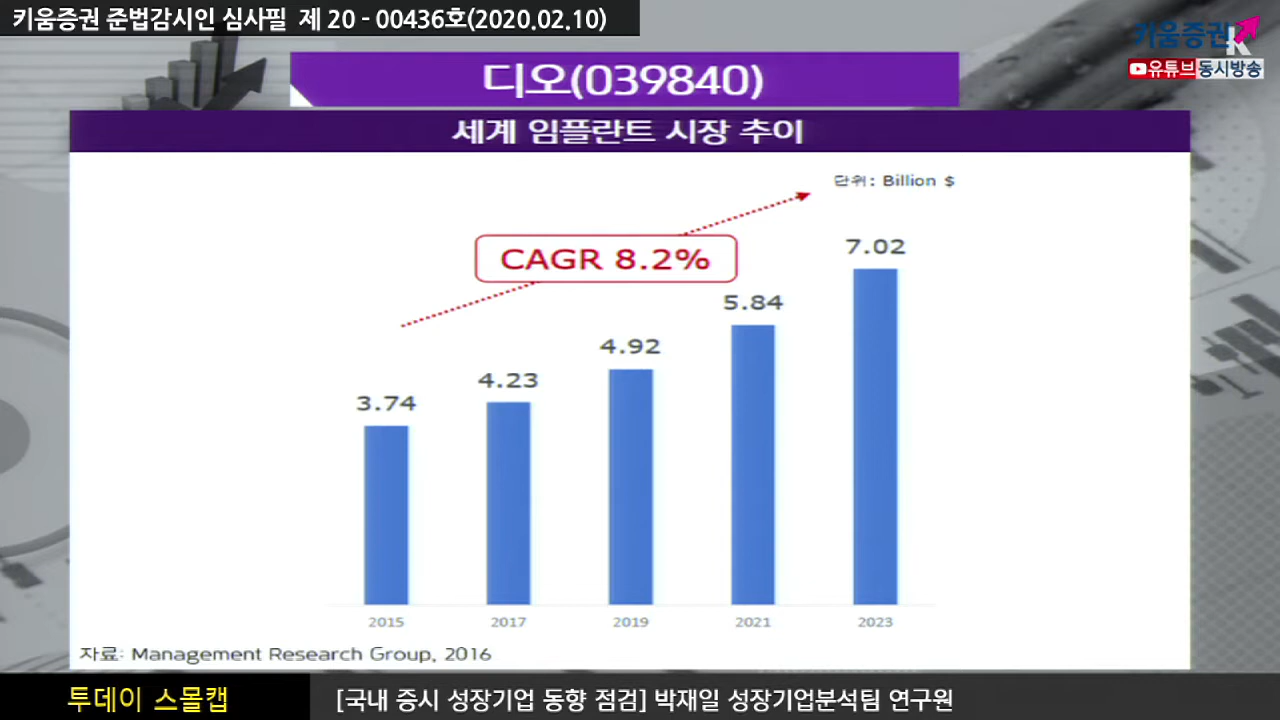 키움증권 준법감시인 심사필 제 20 - 00436호(2020.02.10)
키움증권
유튜브 동시방송
디오(039840)
세계 임플란트 시장 추이
단위: Billion $
CAGR 8.2%
3.74
4.23
4.92
5.84
7.02
2015 2017 2019 2021 2023
자료: Management Research Group, 2016
투데이 스몰캡
[국내 증시 성장기업 동향 점검] 박재일 성장기업분석팀 연구원